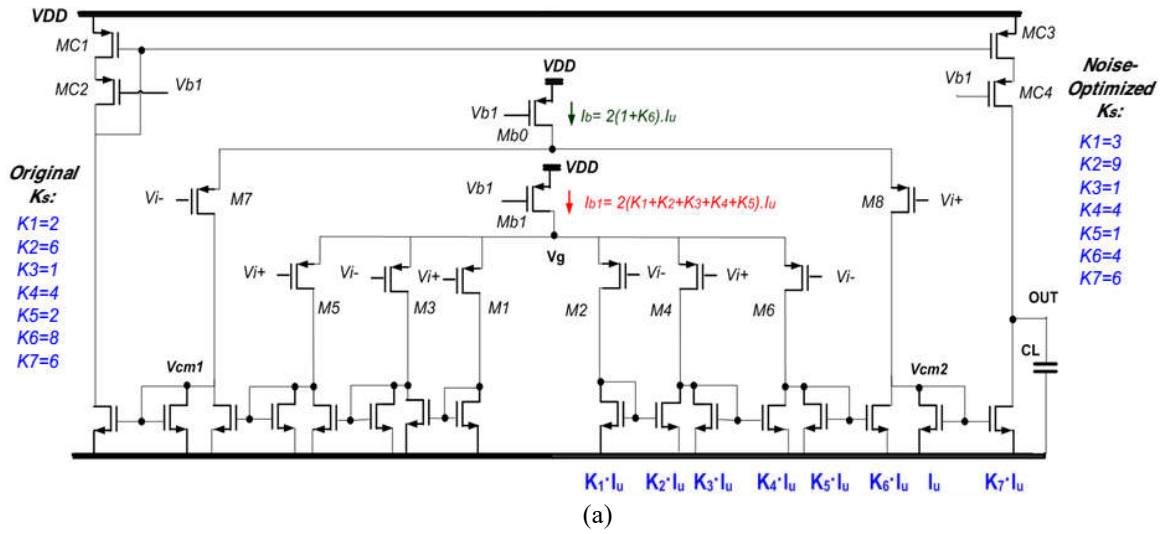 VDD
MC1
MC3
VDD
MC2
Vb1
Vb1
MC4
Noise-
Optimized
Ks:
Vb1
Ib= 2(1+K6).Iu
Mb0
K1=3
K2=9
K3=1
K4=4
K5=1
K6=4
K7=6
Original
Ks:
K1=2
K2=6
K3=1
K4=4
K5=2
K6=8
K7=6
VDD
Vi-
M7
Vb1
Ib1= 2(K1+K2+K3+K4+K5).Iu
Mb1
M8
Vi+
Vg
Vi+
Vi-
Vi+
Vi-
Vi+
Vi-
M5
M3
M1
M2
M4
M6
OUT
CL
Vcm1
Vcm2
K1·Iu K2·Iu K3·Iu K4·Iu K5·Iu K6·Iu Iu K7·Iu
(a)